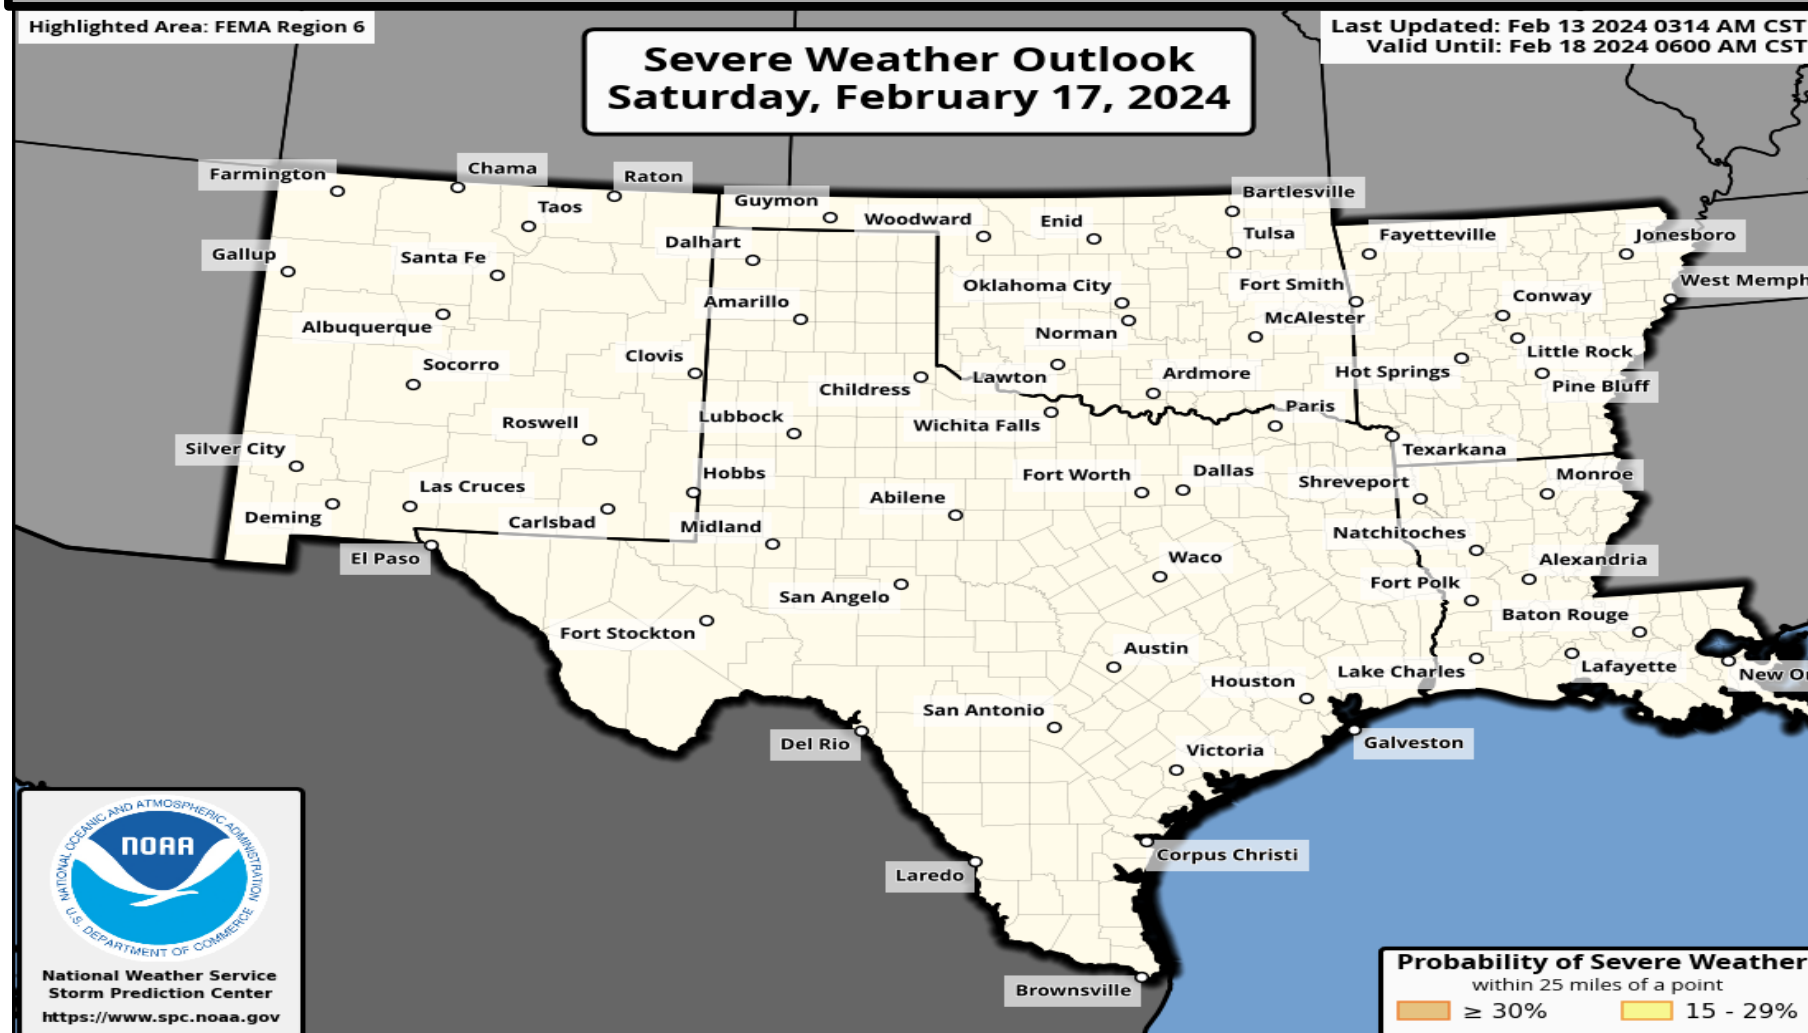 Highlighted Area: FEMA Region 6
Severe Weather Outlook
Saturday, February 17, 2024
Last Updated: Feb 13 2024 0314 AM CST
Valid Until: Feb 18 2024 0600 AM CST
Farmington
Chama
Raton
Taos
Guymon
Woodward
Enid
Bartlesville
Tulsa
Fayetteville
Jonesboro
Gallup
Santa Fe
Dalhart
Oklahoma City
Fort Smith
Conway
West Memph
Albuquerque
Amarillo
Norman
McAlester
Little Rock
Socorro
Clovis
Childress
Lawton
Ardmore
Hot Springs
Pine Bluff
Roswell
Lubbock
Wichita Falls
Paris
Texarkana
Silver City
Las Cruces
Hobbs
Abilene
Fort Worth
Dallas
Shreveport
Monroe
Deming
Carlsbad
Midland
Natchitoches
El Paso
San Angelo
Waco
Fort Polk
Alexandria
Fort Stockton
Austin
Baton Rouge
Houston
Lake Charles
Lafayette
New Or
San Antonio
Del Rio
Victoria
Galveston
Corpus Christi
Laredo
Brownsville
NATIONAL OCEANIC AND ATMOSPHERIC ADMINISTRATION
NOAA
U.S. DEPARTMENT OF COMMERCE
National Weather Service
Storm Prediction Center
https://www.spc.noaa.gov
Probability of Severe Weather
within 25 miles of a point
≥ 30%
15 - 29%